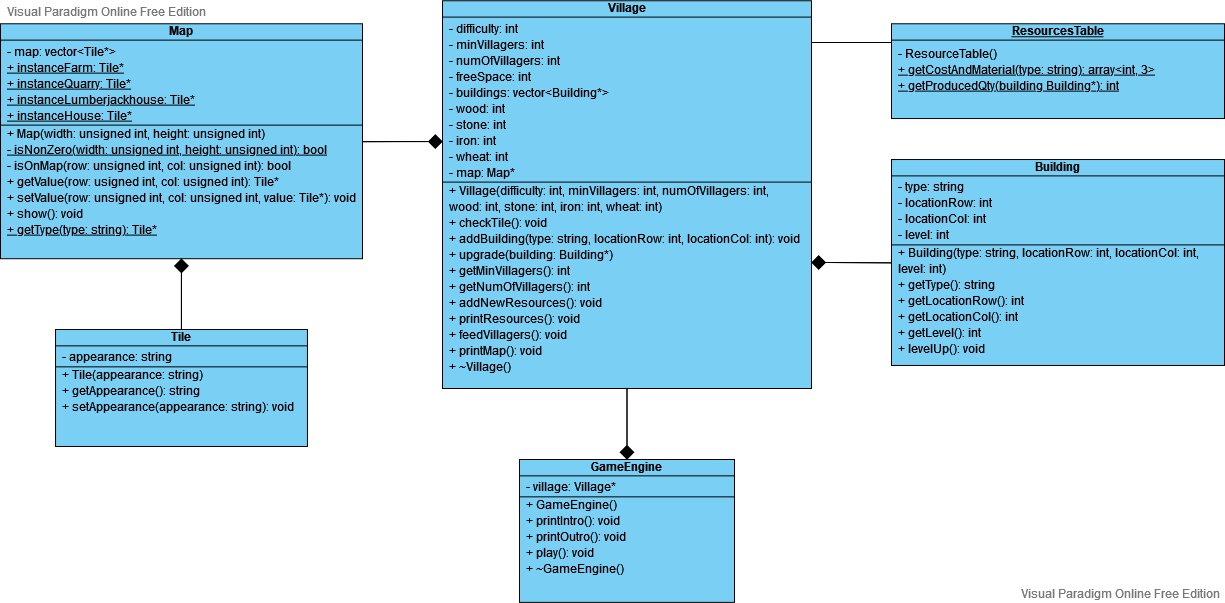 Visual Paradigm Online Free Edition
Map
- map: vector<Tile*>
+ instanceFarm: Tile*
+ instanceQuarry: Tile*
+ instanceLumberjackhouse: Tile*
+ instanceHouse: Tile*
+ Map(width: unsigned int, height: unsigned int)
- isNonZero(width: unsigned int, height: unsigned int): bool
- isOnMap(row: unsigned int, col: unsigned int): bool
+ getValue(row: usigned int, col: usigned int): Tile*
+ setValue(row: unsigned int, col: unsigned int, value: Tile*): void
+ show(): void
+ getType(type: string): Tile*
Tile
- appearance: string
+ Tile(appearance: string)
+ getAppearance(): string
+ setAppearance(appearance: string): void
Village
- difficulty: int
- minVillagers: int
- numOfVillagers: int
- freeSpace: int
- buildings: vector<Building*>
- wood: int
- stone: int
- iron: int
- wheat: int
- map: Map*
+ Village(difficulty: int, minVillagers: int, numOfVillagers: int,
wood: int, stone: int, iron: int, wheat: int)
+ checkTile(): void
+ addBuilding(type: string, locationRow: int, locationCol: int): void
+ upgrade(building: Building*)
+ getMinVillagers(): int
+ getNumOfVillagers(): int
+ addNewResources(): void
+ printResources(): void
+ feedVillagers(): void
+ printMap(): void
+ ~Village()
GameEngine
- village: Village*
+ GameEngine()
+ printIntro(): void
+ printOutro(): void
+ play(): void
+ ~GameEngine()
ResourcesTable
- ResourceTable()
+ getCostAndMaterial(type: string): array<int, 3>
+ getProducedQty(building Building*): int
Building
- type: string
- locationRow: int
- locationCol: int
- level: int
+ Building(type: string, locationRow: int, locationCol: int,
level: int)
+ getType(): string
+ getLocationRow(): int
+ getLocationCol(): int
+ getLevel(): int
+ levelUp(): void
Visual Paradigm Online Free Edition